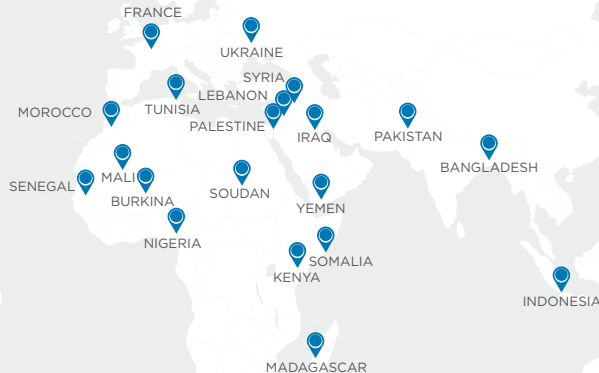 FRANCE
UKRAINE
SYRIA
LEBANON
TUNISIA
MOROCCO
PALESTINE
IRAQ
PAKISTAN
BANGLADESH
MALI
SENEGAL
BURKINA
SOUDAN
YEMEN
NIGERIA
SOMALIA
KENYA
INDONESIA
MADAGASCAR